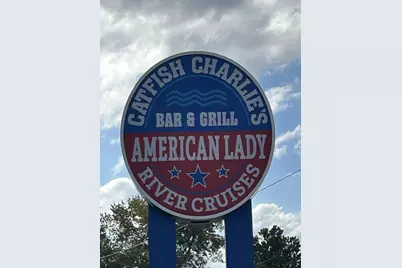 CATFISH CHARLIE'S
BAR & GRILL
AMERICAN LADY
RIVER CRUISES